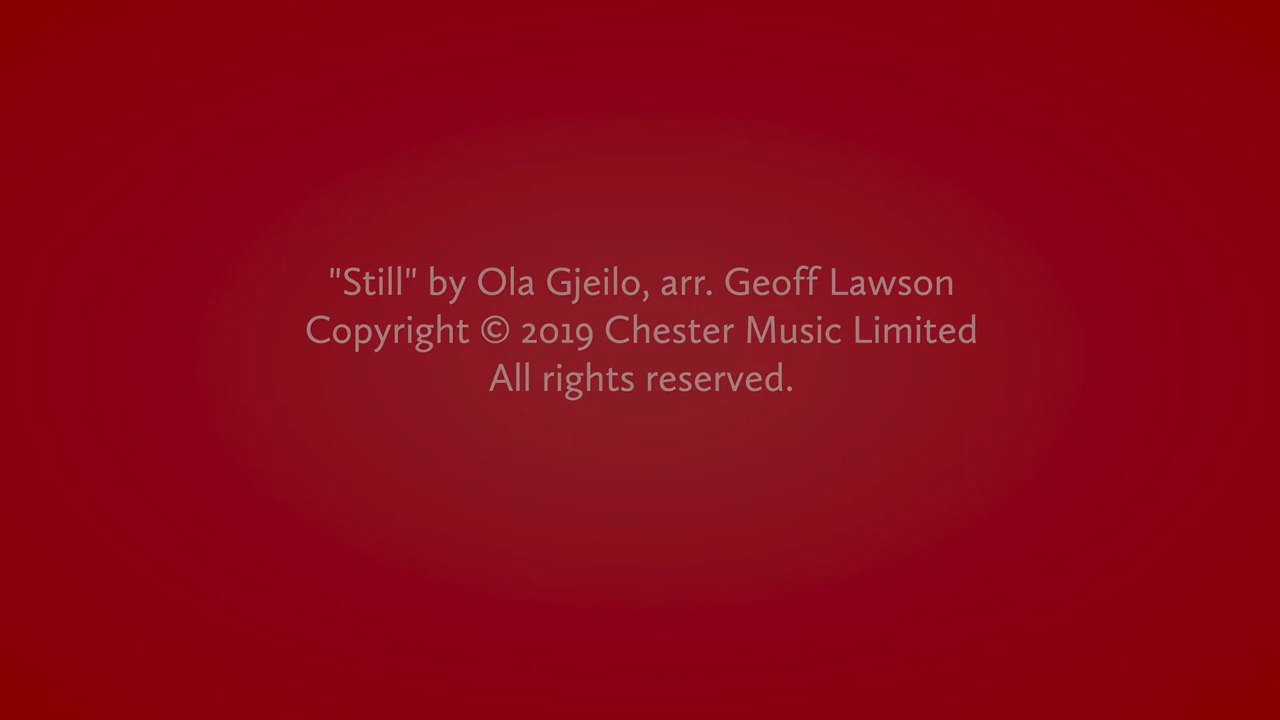 "Still" by Ola Gjeilo, arr. Geoff Lawson
Copyright © 2019 Chester Music Limited
All rights reserved.